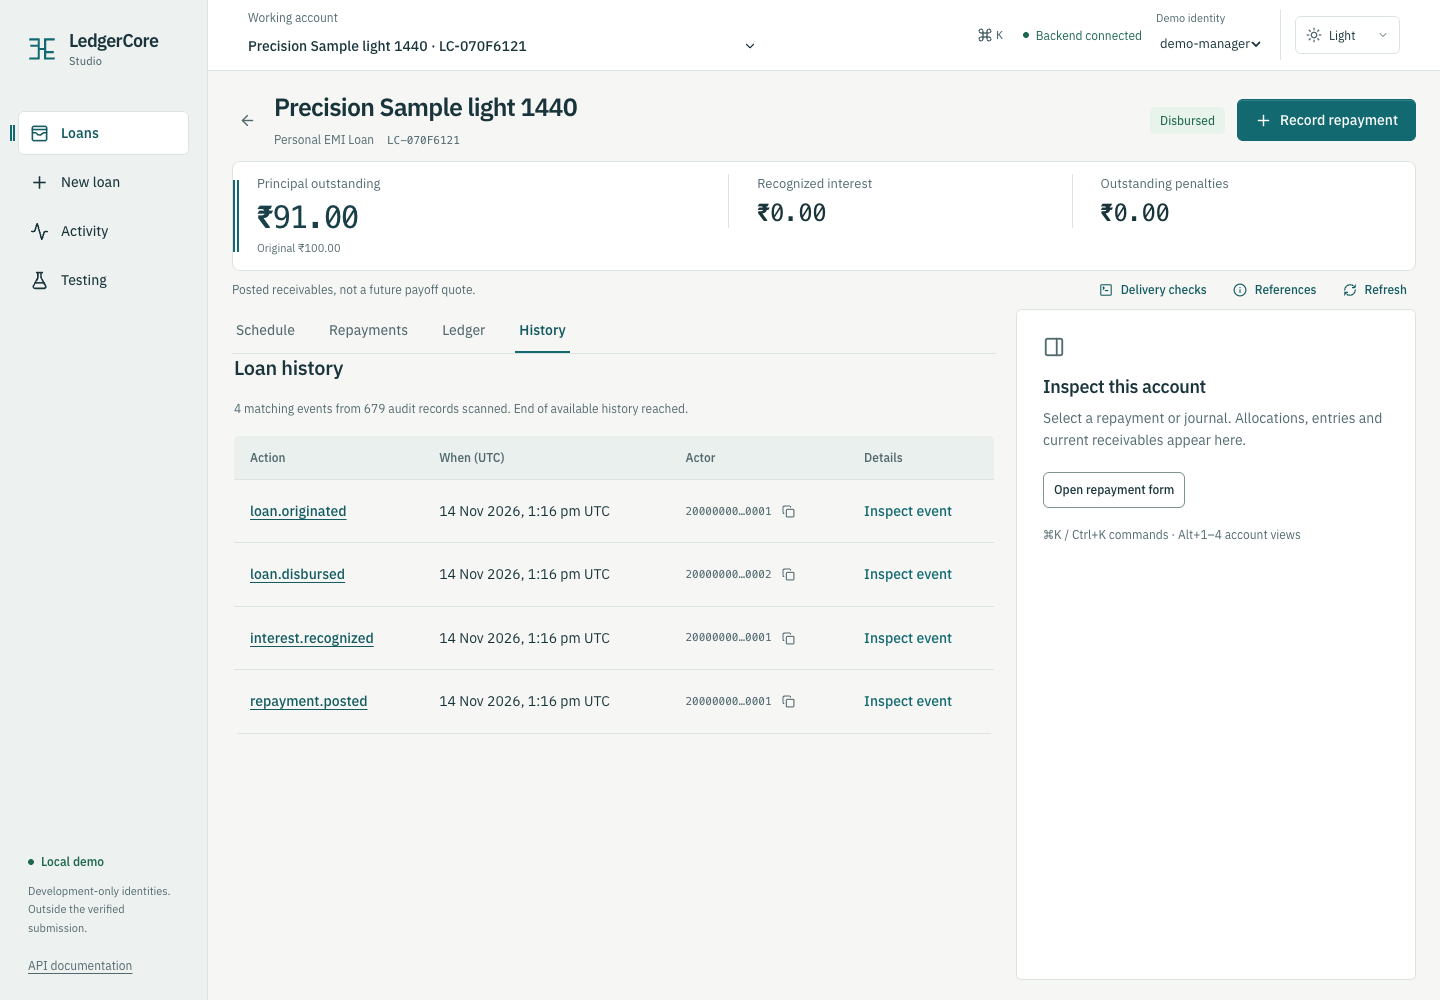 LedgerCore
Studio
Loans
New loan
Activity
Testing
Local demo
Development-only identities.
Outside the verified
submission.
API documentation
Working account
Precision Sample light 1440 · LC-070F6121
⌘ K
Backend connected
Demo identity
demo-manager
Light
Precision Sample light 1440
Personal EMI Loan LC-070F6121
Disbursed
Record repayment
Principal outstanding
₹91.00
Original ₹100.00
Recognized interest
₹0.00
Outstanding penalties
₹0.00
Posted receivables, not a future payoff quote.
Delivery checks
References
Refresh
Schedule Repayments Ledger History
Loan history
4 matching events from 679 audit records scanned. End of available history reached.
Action When (UTC) Actor Details
loan.originated 14 Nov 2026, 1:16 pm UTC 20000000…0001 Inspect event
loan.disbursed 14 Nov 2026, 1:16 pm UTC 20000000…0002 Inspect event
interest.recognized 14 Nov 2026, 1:16 pm UTC 20000000…0001 Inspect event
repayment.posted 14 Nov 2026, 1:16 pm UTC 20000000…0001 Inspect event
Inspect this account
Select a repayment or journal. Allocations, entries and
current receivables appear here.
Open repayment form
⌘K / Ctrl+K commands · Alt+1–4 account views